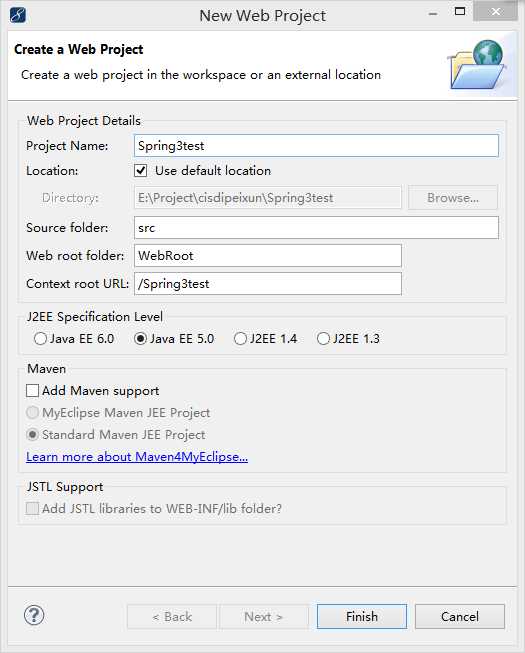 New Web Project
Create a Web Project
Create a web project in the workspace or an external location
Web Project Details
Project Name: Spring3test
Location: Use default location
Directory: E:\Project\cisdipeixun\Spring3test Browse...
Source folder: src
Web root folder: WebRoot
Context root URL: /Spring3test
J2EE Specification Level
Java EE 6.0 Java EE 5.0 J2EE 1.4 J2EE 1.3
Maven
Add Maven support
MyEclipse Maven JEE Project
Standard Maven JEE Project
Learn more about Maven4MyEclipse...
JSTL Support
Add JSTL libraries to WEB-INF/lib folder?
? < Back Next > Finish Cancel